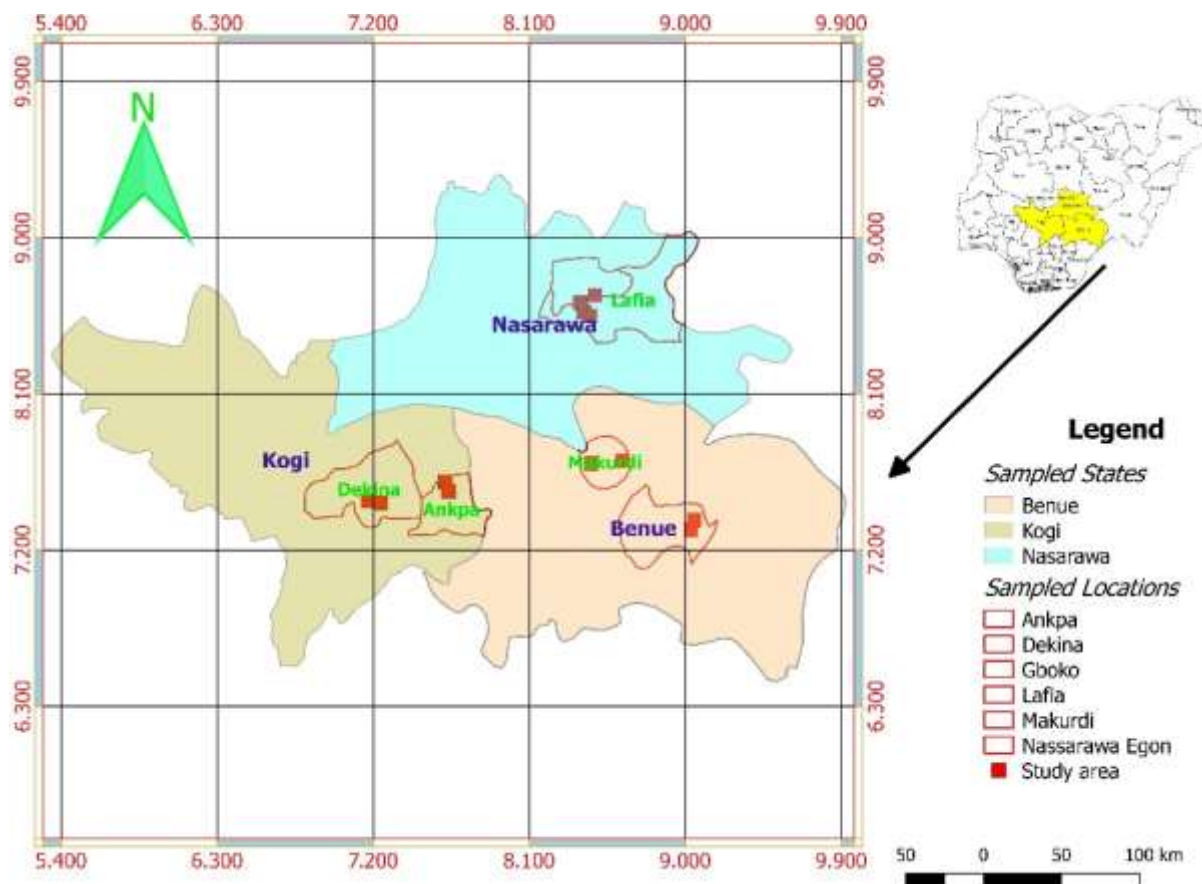 5.400 6.300 7.200 8.100 9.000 9.900
9.900
9.000
8.100
7.200
6.300
N
Lafia
Nasarawa
Kogi
Makurdi
Dekina
Ankpa
Benue
9.900
9.000
8.100
7.200
6.300
5.400 6.300 7.200 8.100 9.000 9.900
Legend
Sampled States
Benue
Kogi
Nasarawa
Sampled Locations
Ankpa
Dekina
Gboko
Lafia
Makurdi
Nassarawa Egon
Study area
50 0 50 100 km